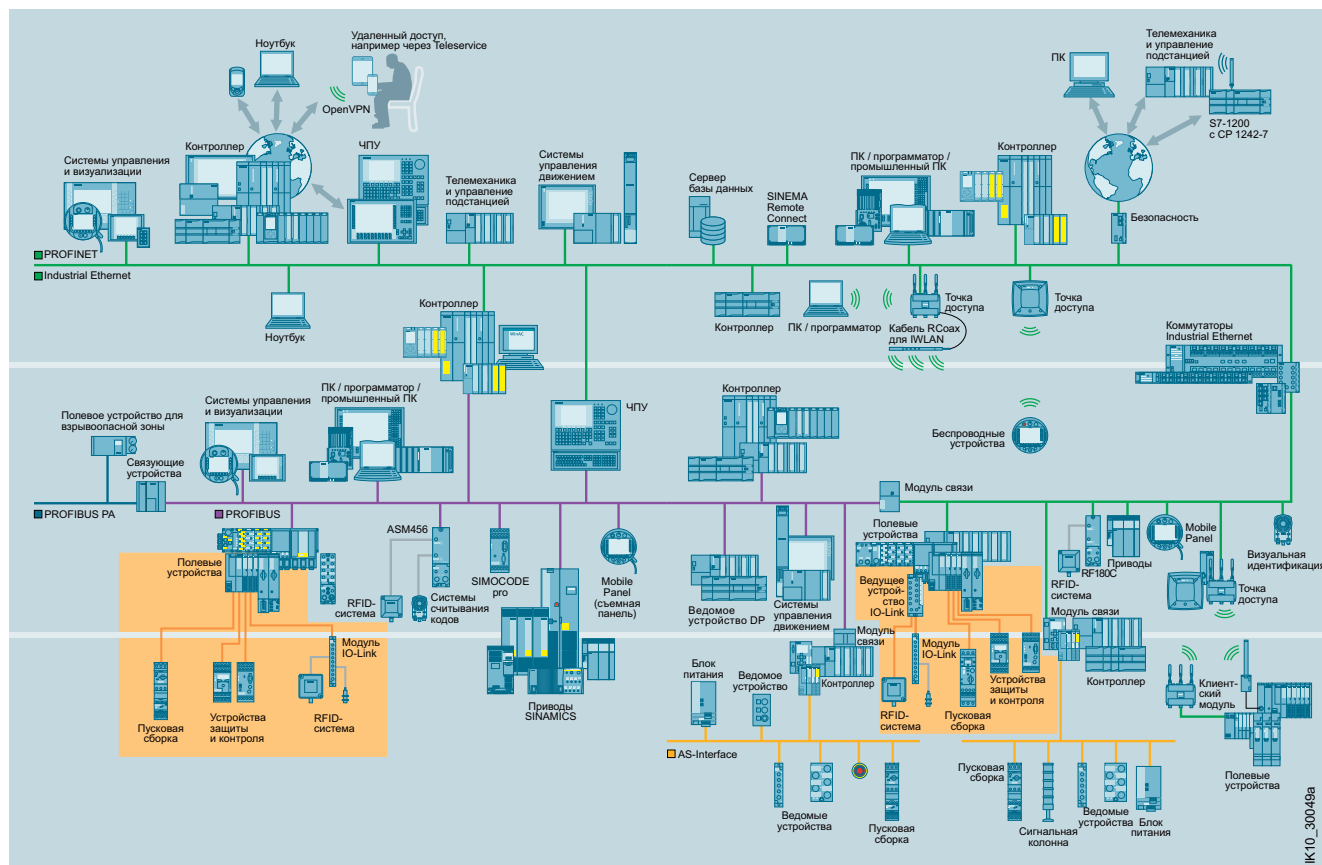 Ноутбук
Удаленный доступ,
например через Teleservice
OpenVPN
ПК
Телемеханика
и управление
подстанцией
S7-1200
с CP 1242-7
Системы управления
и визуализации
Контроллер
ЧПУ
Телемеханика
и управление
подстанцией
Системы
управления
движением
Сервер
базы данных
SINEMA
Remote
Connect
ПК / программатор /
промышленный ПК
Контроллер
Безопасность
PROFINET
Industrial Ethernet
Ноутбук
Контроллер
WinAC
Контроллер
ПК / программатор
Точка
доступа
Кабель RCoax
для IWLAN
Точка
доступа
Коммутаторы
Industrial Ethernet
Полевое устройство для
взрывоопасной зоны
Связующие
устройства
Системы управления
и визуализации
ПК / программатор /
промышленный ПК
ЧПУ
Контроллер
Беспроводные
устройства
Модуль связи
PROFIBUS PA
PROFIBUS
Полевые
устройства
ASM456
RFID-
система
Системы
считывания
кодов
SIMOCODE
pro
Mobile
Panel
(съемная
панель)
Приводы
SINAMICS
Ведомое
устройство DP
Системы
управления
движением
Полевые
устройства
Ведущее
устрой-
ство
IO-Link
RF180C
RFID-
система
Приводы
Mobile
Panel
Визуальная
идентификация
Точка
доступа
Модуль
IO-Link
Пусковая
сборка
Устройства
защиты
и контроля
RFID-
система
Блок
питания
Ведомое
устройство
Модуль
связи
Контроллер
Модуль
IO-Link
RFID-
система
Пусковая
сборка
Устройства
защиты
и контроля
Модуль связи
Контроллер
Клиент-
ский
модуль
Полевые
устройства
AS-Interface
Ведомые
устройства
Пусковая
сборка
Пусковая
сборка
Сигнальная
колонна
Ведомые
устройства
Блок
питания
IK10_30049a